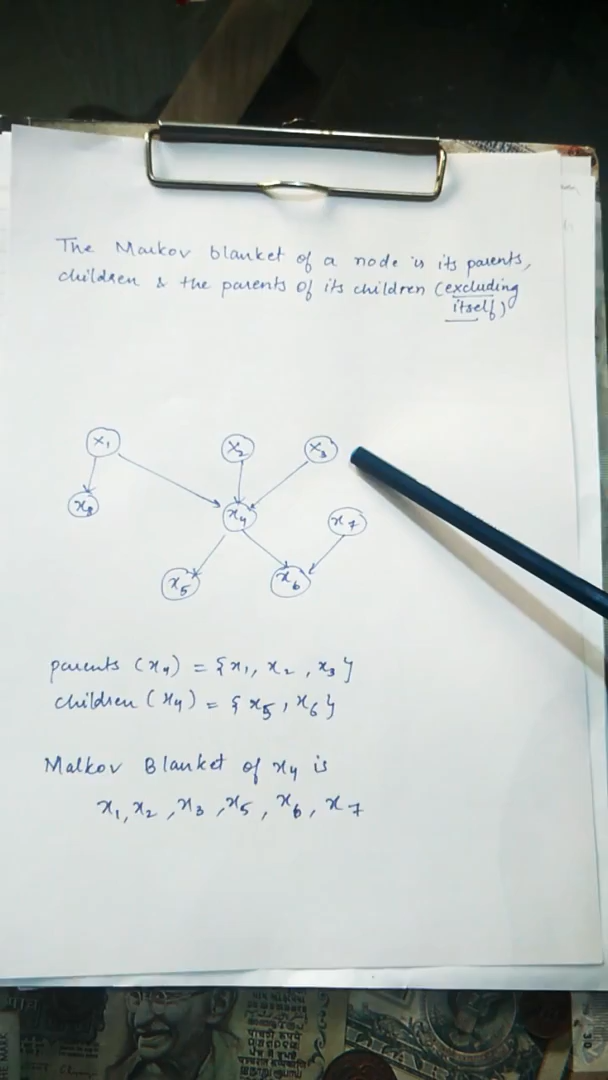 The Markov blanket of a node is its parents,
children & the parents of its children (excluding
itself)
x1 x2 x3
x8 x4 x7
x5 x6
parents (x4) = {x1, x2, x3}
children (x4) = {x5, x6}
Malkov Blanket of x4 is
x1, x2, x3, x5, x6, x7